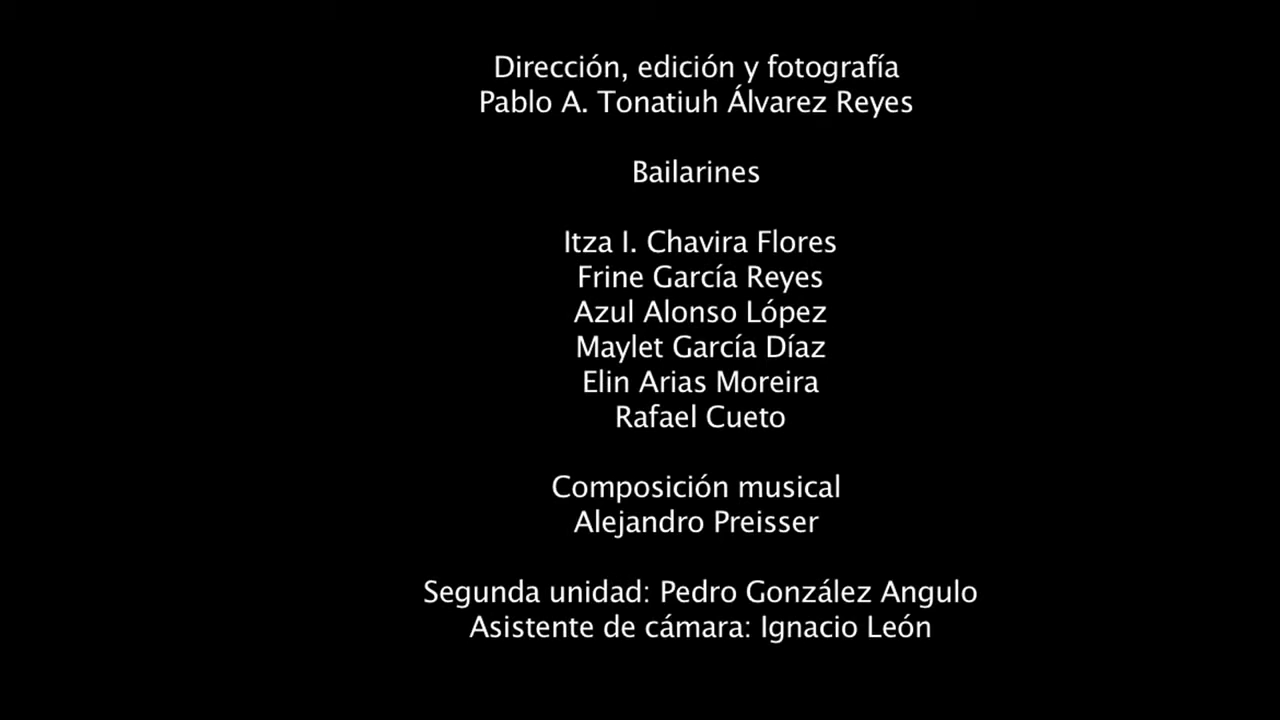 Dirección, edición y fotografía
Pablo A. Tonatiuh Álvarez Reyes
Bailarines
Itza I. Chavira Flores
Frine García Reyes
Azul Alonso López
Maylet García Díaz
Elin Arias Moreira
Rafael Cueto
Composición musical
Alejandro Preisser
Segunda unidad: Pedro González Angulo
Asistente de cámara: Ignacio León